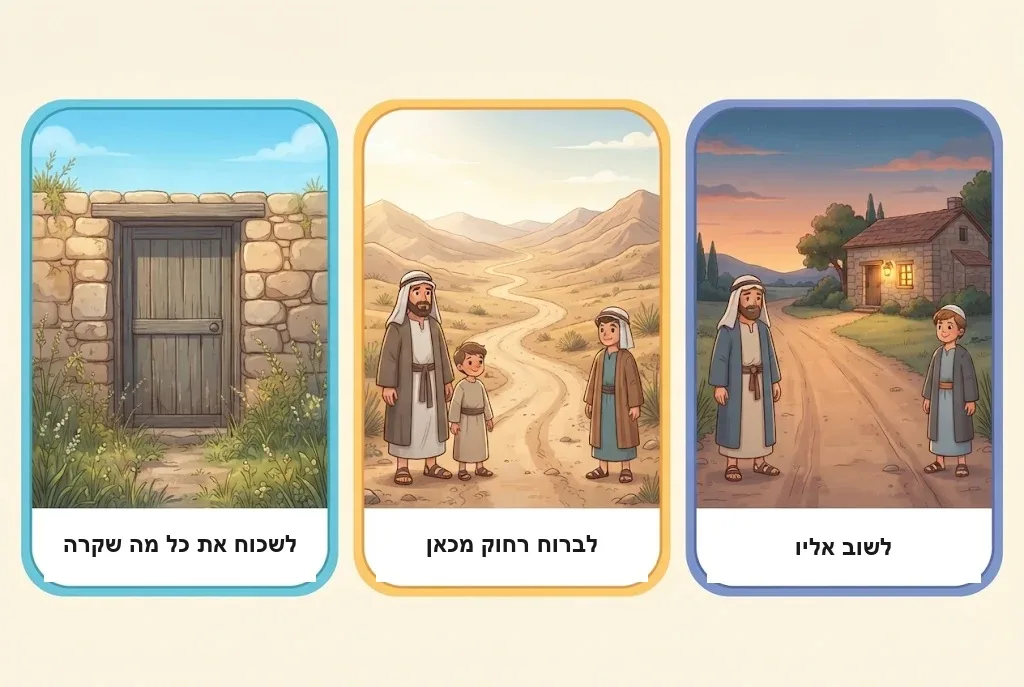 לשוב אליו
לברוח רחוק מכאן
לשכוח את כל מה שקרה